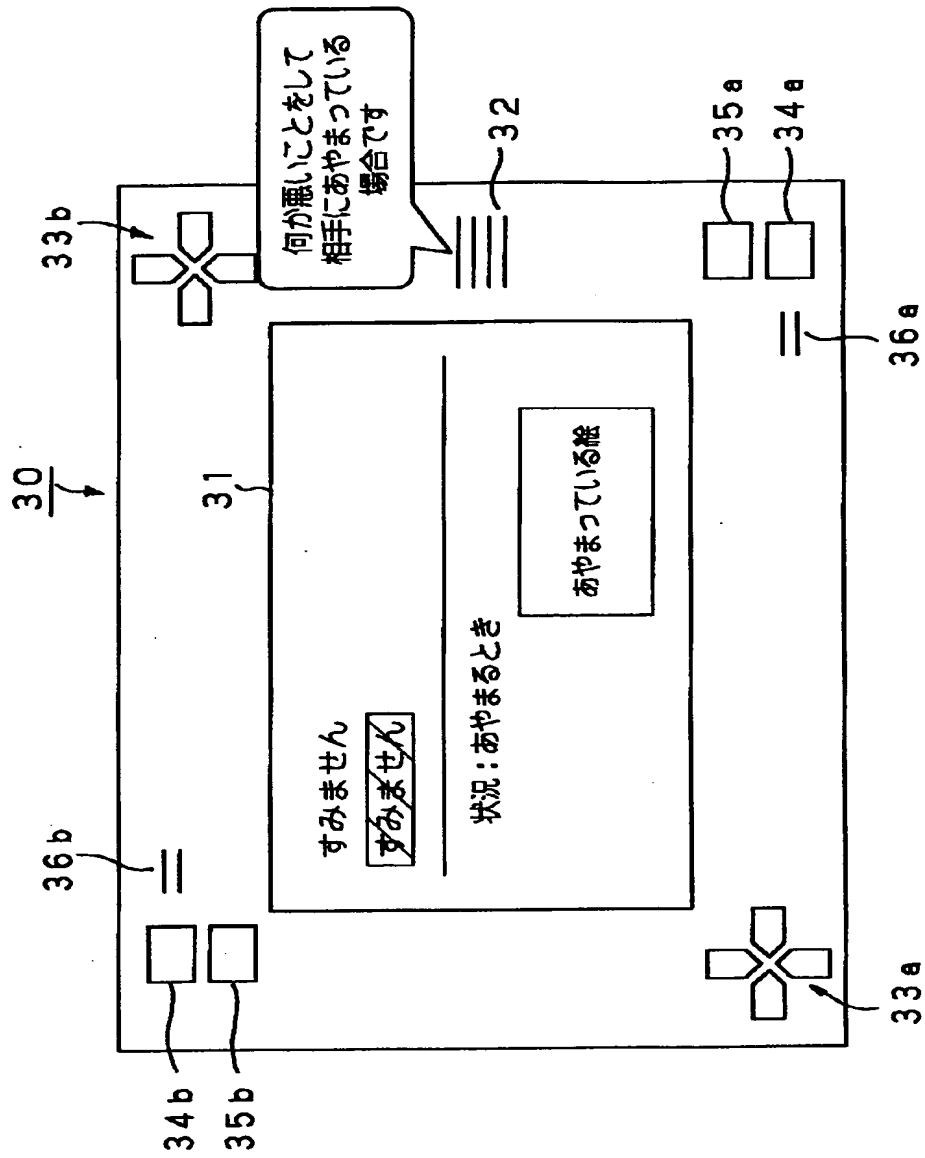 30
33b
何か悪いことをして
相手にあやまっている
場合です
32
36b
31
34b
35b
すみません
すみません
状況：あやまるとき
あやまっている絵
35a
34a
36a
33a